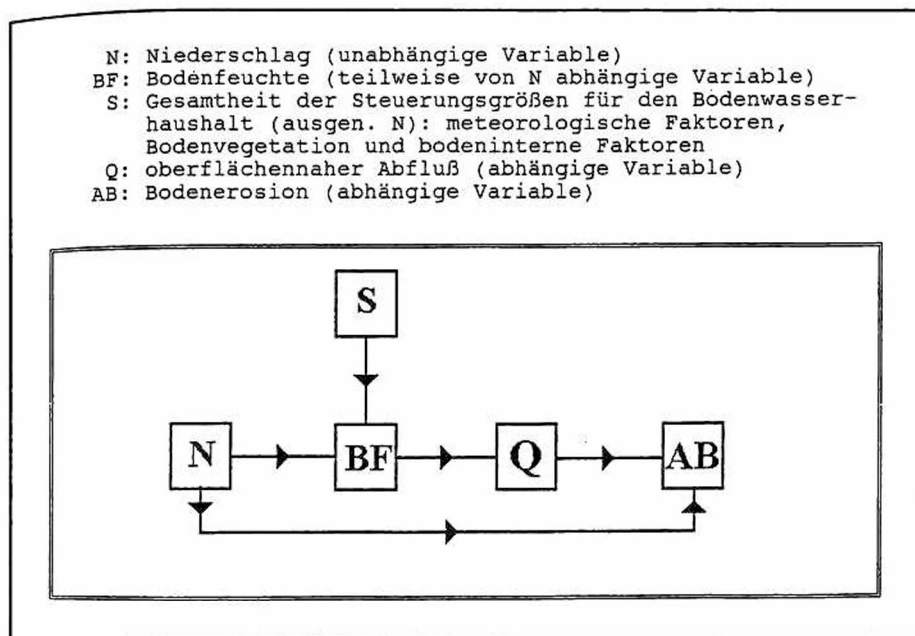 N: Niederschlag (unabhängige Variable)
BF: Bodenfeuchte (teilweise von N abhängige Variable)
S: Gesamtheit der Steuerungsgrößen für den Bodenwasser-
haushalt (ausgen. N): meteorologische Faktoren,
Bodenvegetation und bodeninterne Faktoren
Q: oberflächennaher Abfluß (abhängige Variable)
AB: Bodenerosion (abhängige Variable)
S
N BF Q AB